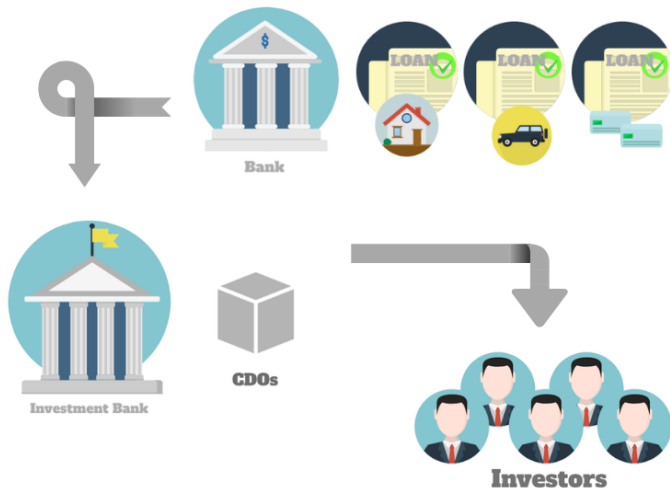 $
LOAN
LOAN
LOAN
Bank
CDOs
Investment Bank
Investors